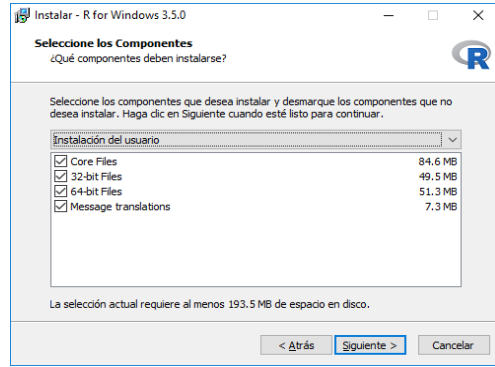 Instalar - R for Windows 3.5.0
Seleccione los Componentes
¿Qué componentes deben instalarse?
R
Seleccione los componentes que desea instalar y desmarque los componentes que no
desea instalar. Haga clic en Siguiente cuando esté listo para continuar.
Instalación del usuario
Core Files 84.6 MB
32-bit Files 49.5 MB
64-bit Files 51.3 MB
Message translations 7.3 MB
La selección actual requiere al menos 193.5 MB de espacio en disco.
< Atrás Siguiente > Cancelar